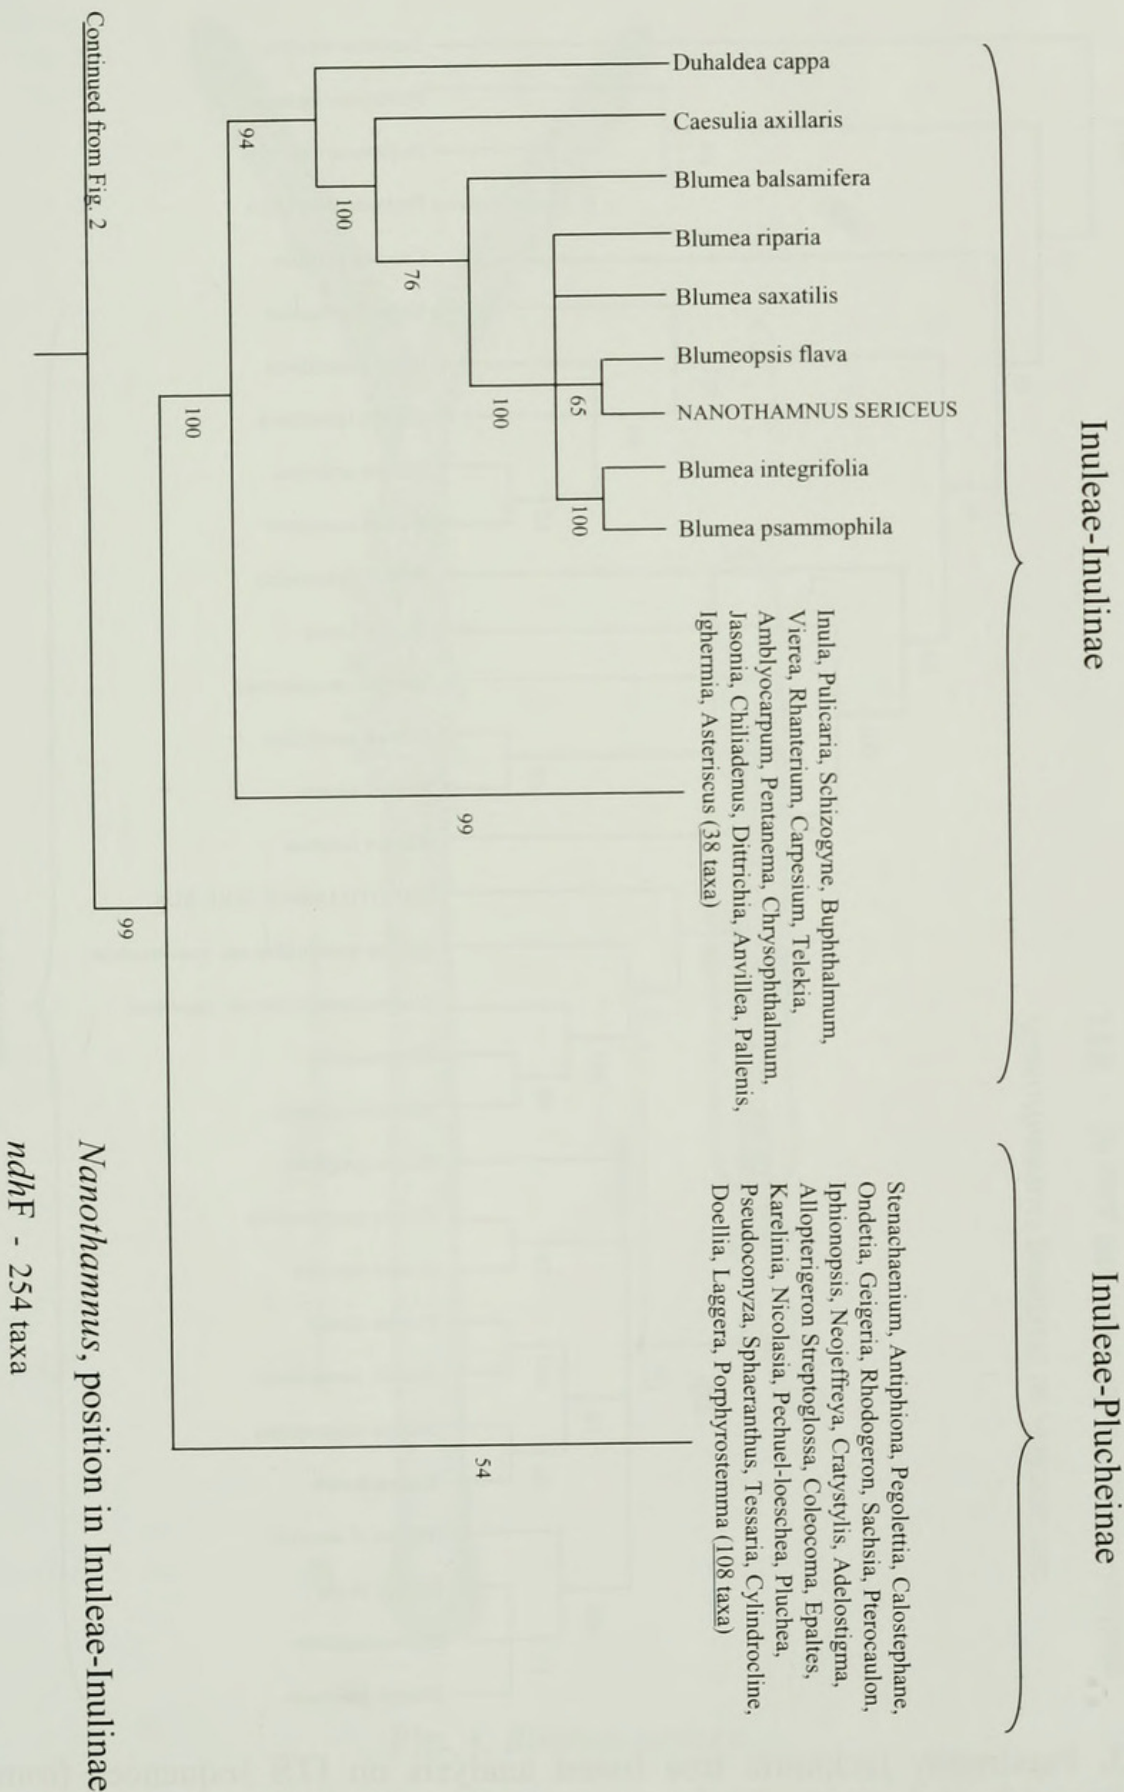 Inuleae-Inulinae
Inuleae-Plucheinae
Duhaldea cappa
Caesulia axillaris
Blumea balsamifera
Blumea riparia
Blumea saxatilis
Blumeopsis flava
NANOTHAMNUS SERICEUS
Blumea integrifolia
Blumea psammophila
Inula, Pulicaria, Schizogyne, Buphthalmum,
Vierea, Rhanterium, Carpesium, Telekia,
Amblyocarpum, Pentanema, Chrysophthalmum,
Jasonia, Chiliadenus, Dittrichia, Anvillea, Pallenis,
Ighermia, Asteriscus (38 taxa)
Stenachaenium, Antiphiona, Pegolettia, Calostephane,
Ondetia, Geigeria, Rhodogeron, Sachsia, Pterocaulon,
Iphionopsis, Neojeffreya, Cratystylis, Adelostigma,
Allopterigeron Streptoglossa, Coleocoma, Epaltes,
Karelinia, Nicolasia, Pechuel-loeschea, Pluchea,
Pseudoconyza, Sphaeranthus, Tessaria, Cylindrocline,
Doellia, Laggera, Porphyrostemma (108 taxa)
65
100
100
76
100
94
99
54
100
99
Continued from Fig. 2
Nanothamnus, position in Inuleae-Inulinae
ndhF - 254 taxa